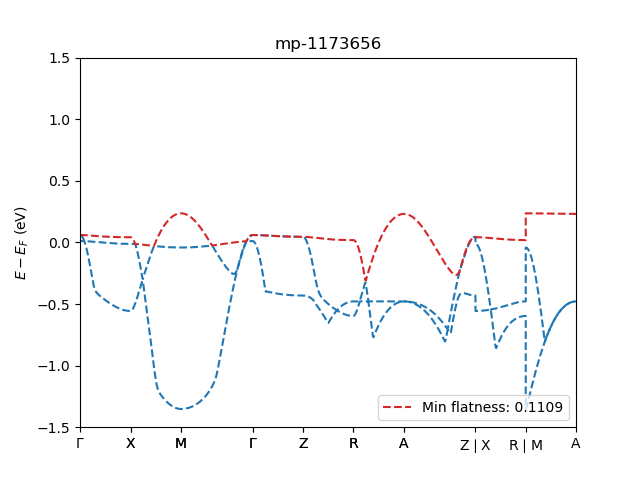 mp-1173656
E − E_F (eV)
1.5
1.0
0.5
0.0
−0.5
−1.0
−1.5
Min flatness: 0.1109
Γ X M Γ Z R A Z | X R | M A